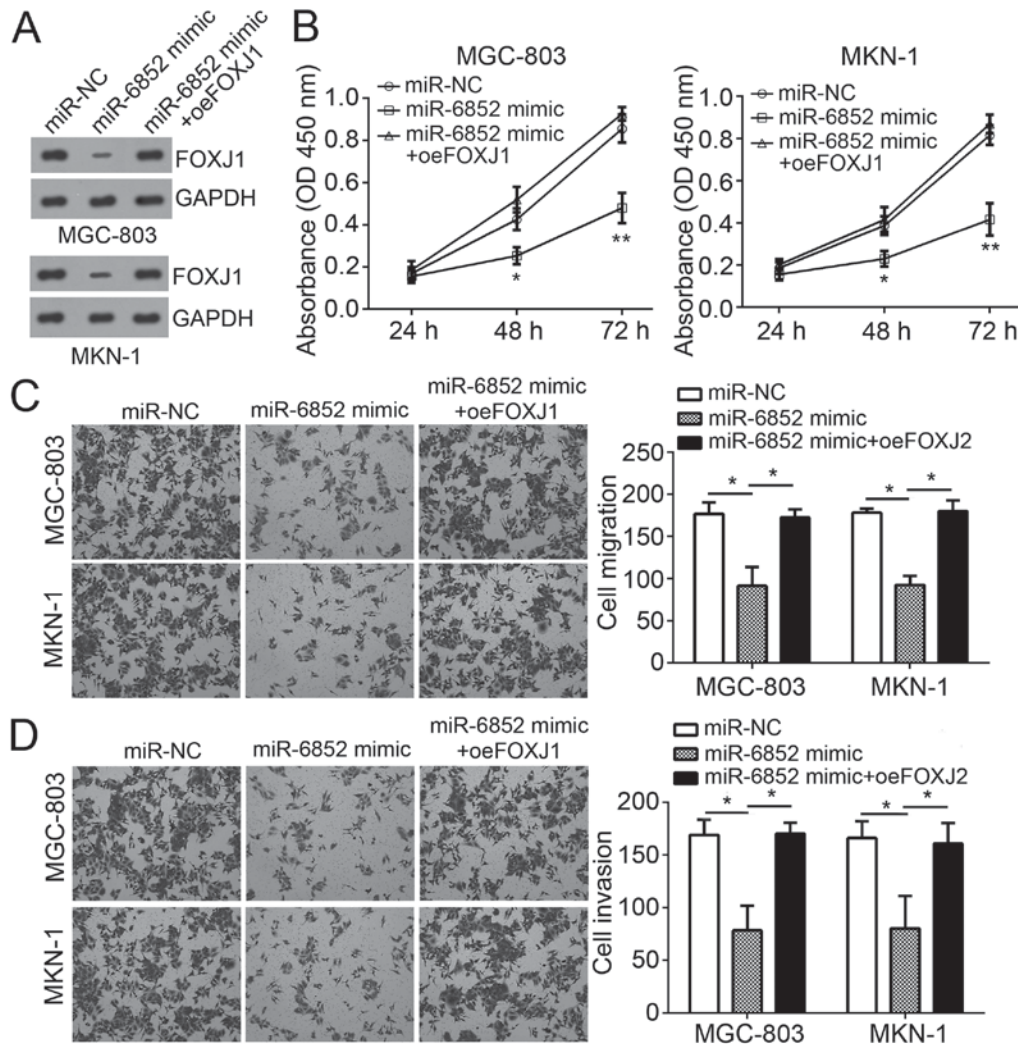 A
miR-NC
miR-6852 mimic
miR-6852 mimic
+oeFOXJ1
FOXJ1
GAPDH
MGC-803
FOXJ1
GAPDH
MKN-1
B
MGC-803
miR-NC
miR-6852 mimic
miR-6852 mimic
+oeFOXJ1
Absorbance (OD 450 nm)
1.0
0.8
0.6
0.4
0.2
0.0
*
**
24 h 48 h 72 h
MKN-1
miR-NC
miR-6852 mimic
miR-6852 mimic
+oeFOXJ1
Absorbance (OD 450 nm)
1.0
0.8
0.6
0.4
0.2
0.0
*
**
24 h 48 h 72 h
C
miR-NC
miR-6852 mimic
miR-6852 mimic
+oeFOXJ1
MGC-803
MKN-1
miR-NC
miR-6852 mimic
miR-6852 mimic+oeFOXJ2
Cell migration
250
200
150
100
50
0
* * * *
MGC-803 MKN-1
D
miR-NC
miR-6852 mimic
miR-6852 mimic
+oeFOXJ1
MGC-803
MKN-1
miR-NC
miR-6852 mimic
miR-6852 mimic+oeFOXJ2
Cell invasion
200
150
100
50
0
* * * *
MGC-803 MKN-1